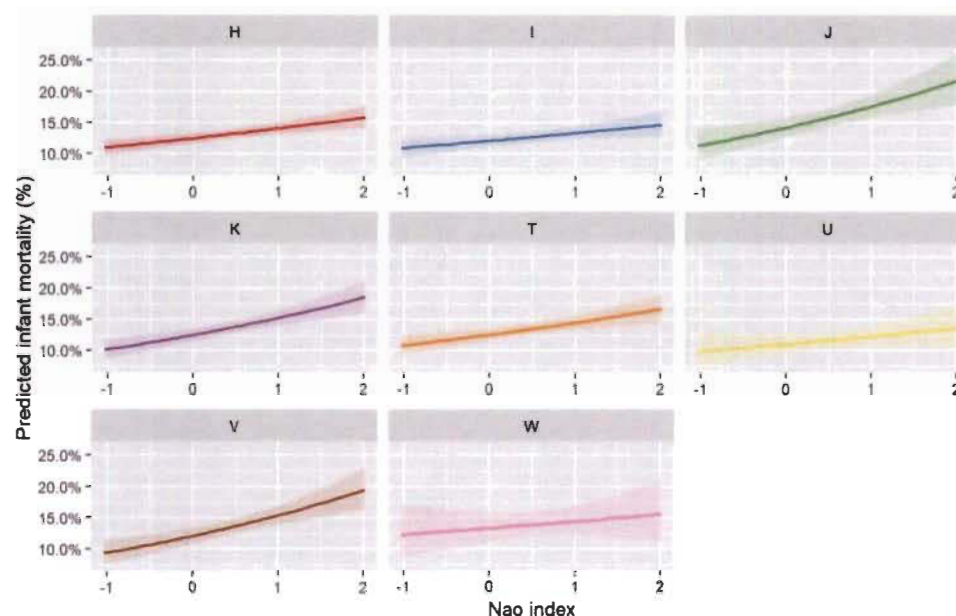 H I J
25.0%
20.0%
15.0%
10.0%
-1 0 1 2 -1 0 1 2 -1 0 1 2
K T U
25.0%
20.0%
15.0%
10.0%
-1 0 1 2 -1 0 1 2 -1 0 1 2
V W
25.0%
20.0%
15.0%
10.0%
-1 0 1 2 -1 0 1 2
Predicted infant mortality (%)
Nao index